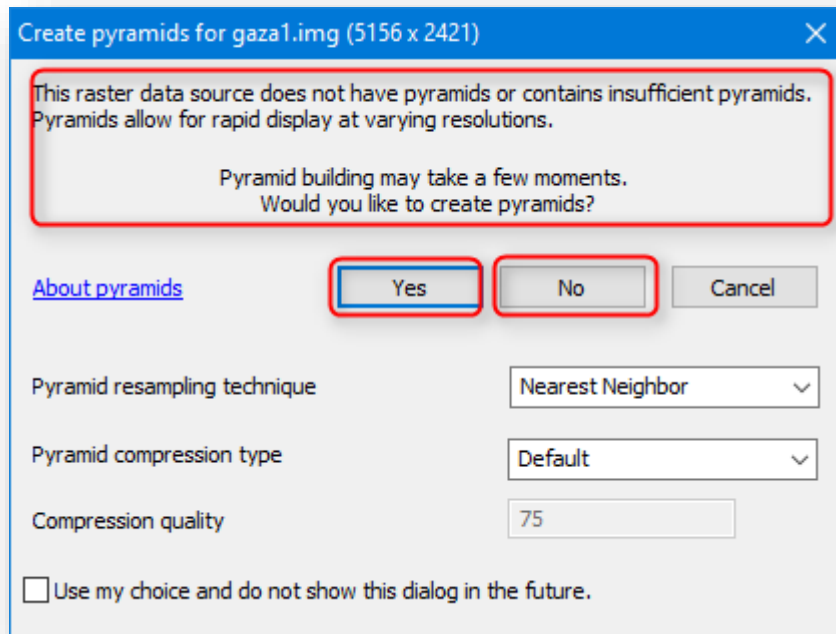 Create pyramids for gaza1.img (5156 x 2421)
This raster data source does not have pyramids or contains insufficient pyramids.
Pyramids allow for rapid display at varying resolutions.
Pyramid building may take a few moments.
Would you like to create pyramids?
About pyramids Yes No Cancel
Pyramid resampling technique Nearest Neighbor
Pyramid compression type Default
Compression quality 75
Use my choice and do not show this dialog in the future.